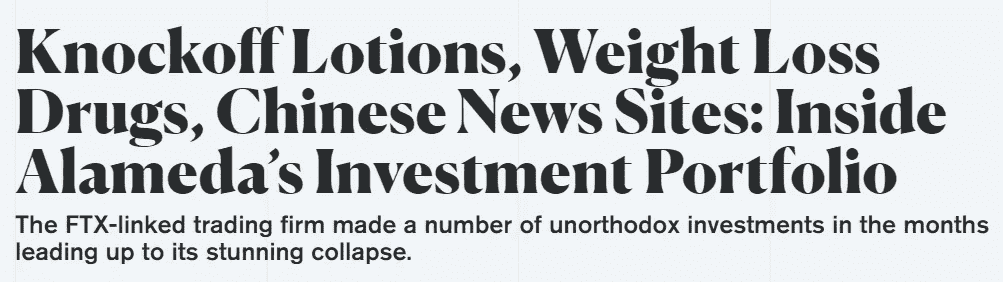 Knockoff Lotions, Weight Loss
Drugs, Chinese News Sites: Inside
Alameda’s Investment Portfolio
The FTX-linked trading firm made a number of unorthodox investments in the months
leading up to its stunning collapse.